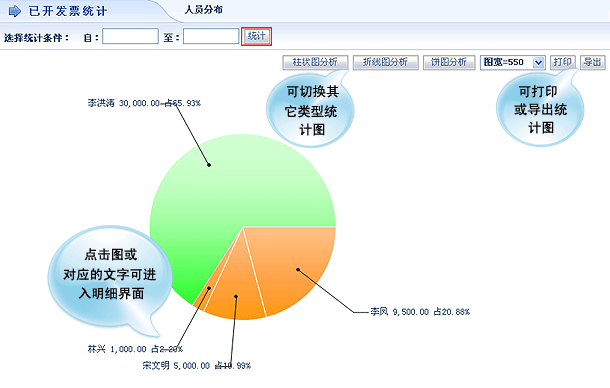 已开发票统计 人员分布
选择统计条件： 自： 至： 统计
柱状图分析 折线图分析 饼图分析 图宽=550 打印 导出
可切换其
它类型统
计图
可打印
或导出统
计图
李洪涛 30,000.00 占65.93%
点击图或
对应的文字可进
入明细界面
李凤 9,500.00 占20.88%
林兴 1,000.00 占2.20%
宋文明 5,000.00 占10.99%